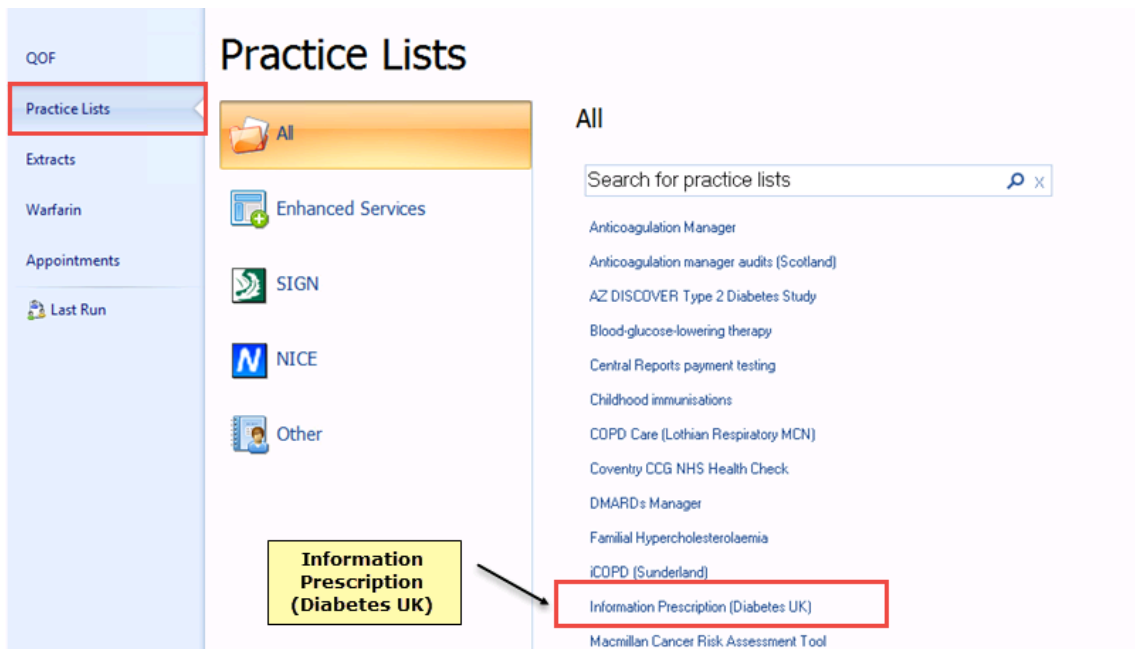 QOF
Practice Lists
Extracts
Warfarin
Appointments
Last Run
Practice Lists
All
Enhanced Services
SIGN
NICE
Other
Information
Prescription
(Diabetes UK)
All
Search for practice lists x
Anticoagulation Manager
Anticoagulation manager audits (Scotland)
AZ DISCOVER Type 2 Diabetes Study
Blood-glucose-lowering therapy
Central Reports payment testing
Childhood immunisations
COPD Care (Lothian Respiratory MCN)
Coventry CCG NHS Health Check
DMARDs Manager
Familial Hypercholesterolaemia
iCOPD (Sunderland)
Information Prescription (Diabetes UK)
Macmillan Cancer Risk Assessment Tool